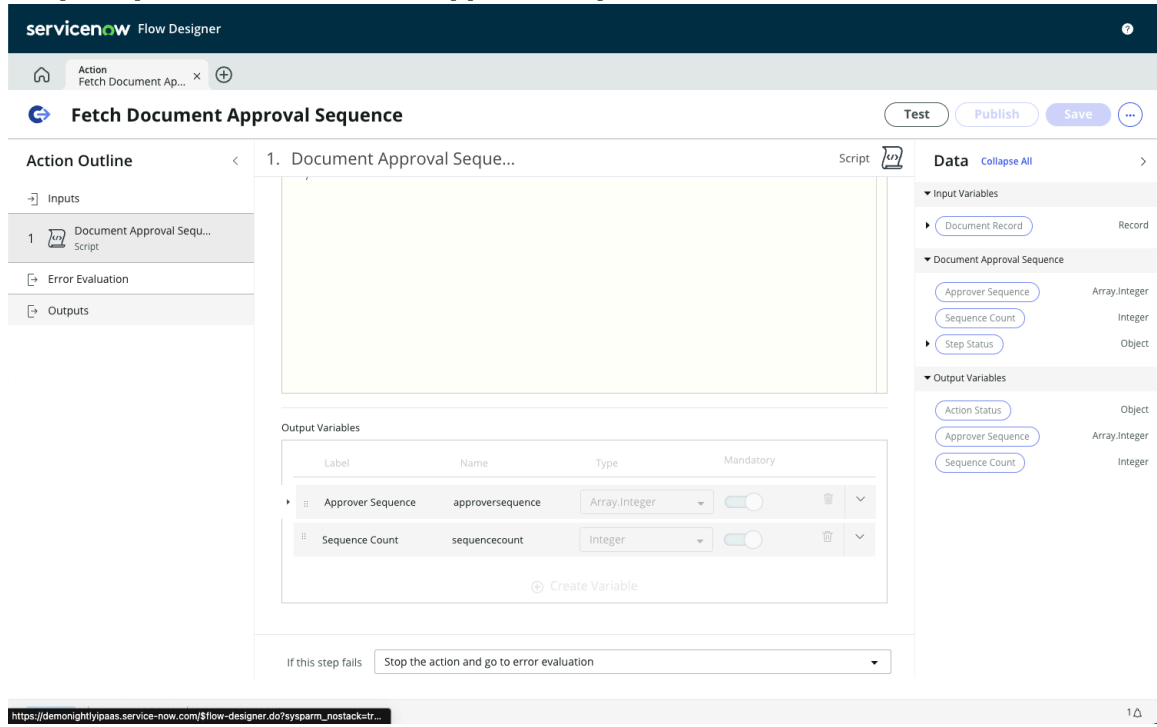 servicenow Flow Designer
Action
Fetch Document Ap... ×
Fetch Document Approval Sequence
Test
Publish
Save
Action Outline
1. Document Approval Seque...
Script
Data Collapse All
Inputs
1 Document Approval Sequ...
Script
Error Evaluation
Outputs
Output Variables
Label Name Type Mandatory
Approver Sequence approversequence Array.Integer
Sequence Count sequencecount Integer
Create Variable
If this step fails Stop the action and go to error evaluation
Input Variables
Document Record Record
Document Approval Sequence
Approver Sequence Array.Integer
Sequence Count Integer
Step Status Object
Output Variables
Action Status Object
Approver Sequence Array.Integer
Sequence Count Integer
https://demonightlyipaas.service-now.com/$flow-designer.do?sysparm_nostack=tr...
1